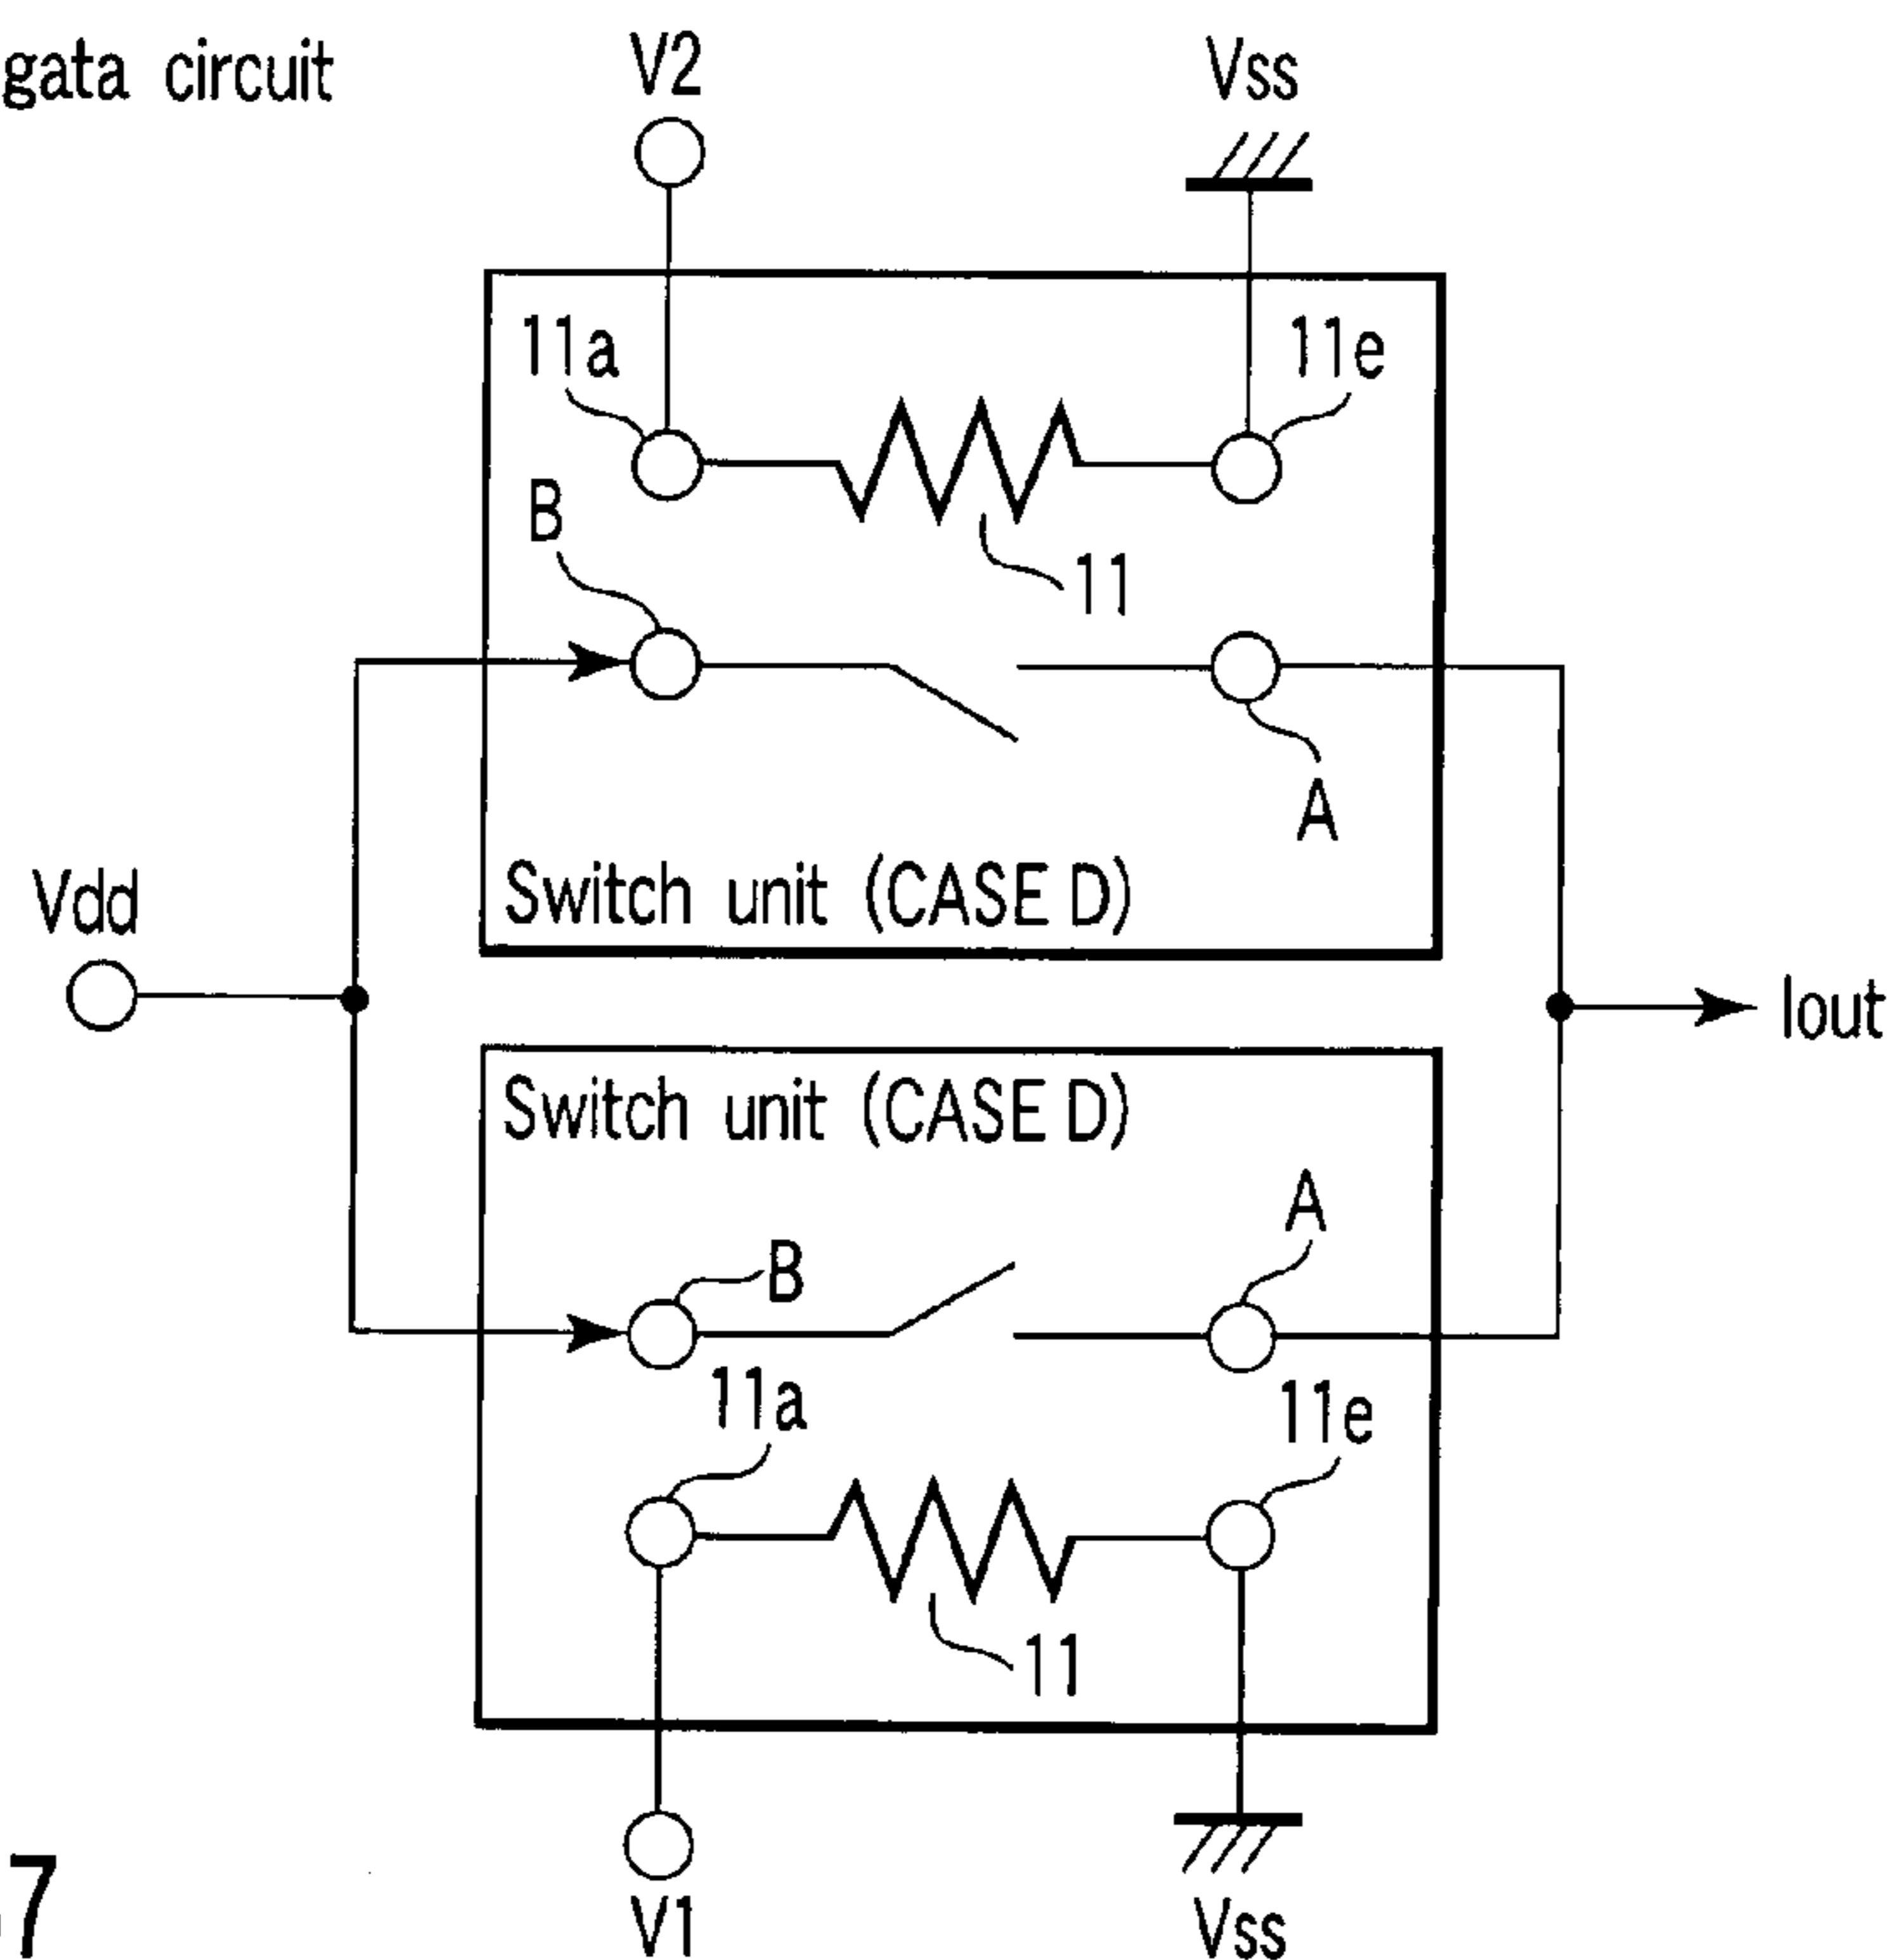 gata circuit
V2
Vss
11a
11e
B
11
A
Switch unit (CASE D)
Vdd
Iout
Switch unit (CASE D)
A
B
11a
11e
11
7
V1
Vss